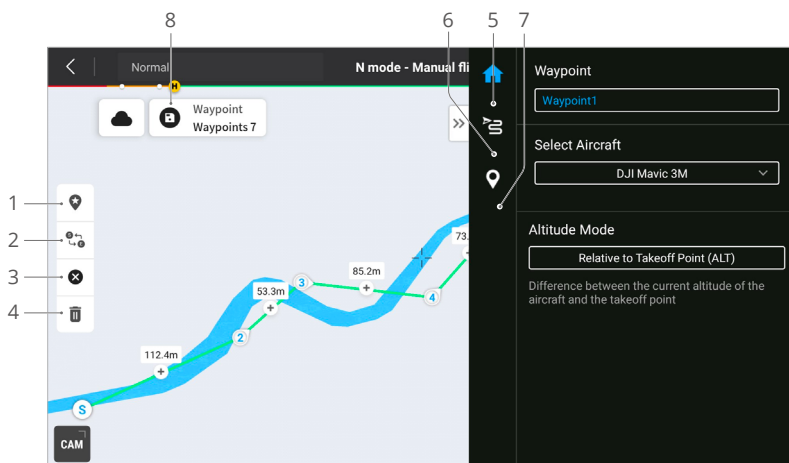 8
6
5
7
Normal
N mode - Manual fli
H
Waypoint
Waypoints 7
Waypoint
Waypoint1
Select Aircraft
DJI Mavic 3M
Altitude Mode
Relative to Takeoff Point (ALT)
Difference between the current altitude of the
aircraft and the takeoff point
1
2
3
4
73.
85.2m
3
53.3m
4
2
112.4m
S
CAM